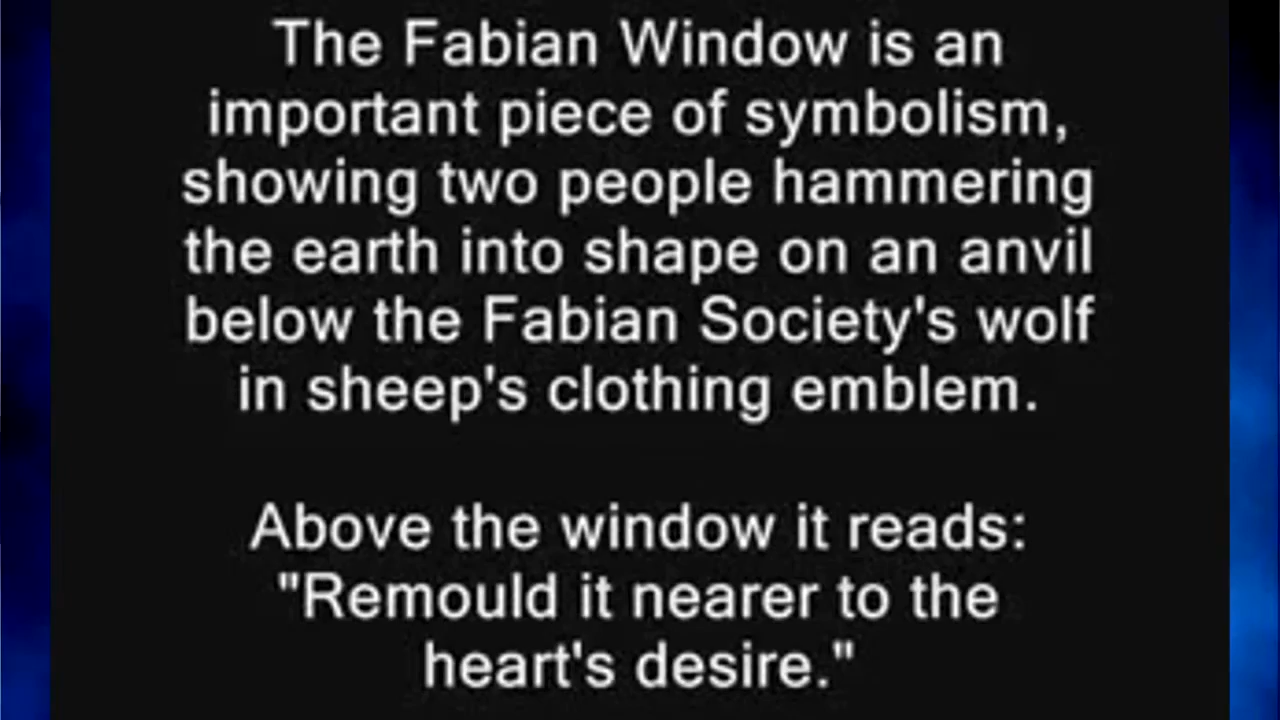 The Fabian Window is an
important piece of symbolism,
showing two people hammering
the earth into shape on an anvil
below the Fabian Society's wolf
in sheep's clothing emblem.
Above the window it reads:
"Remould it nearer to the
heart's desire."